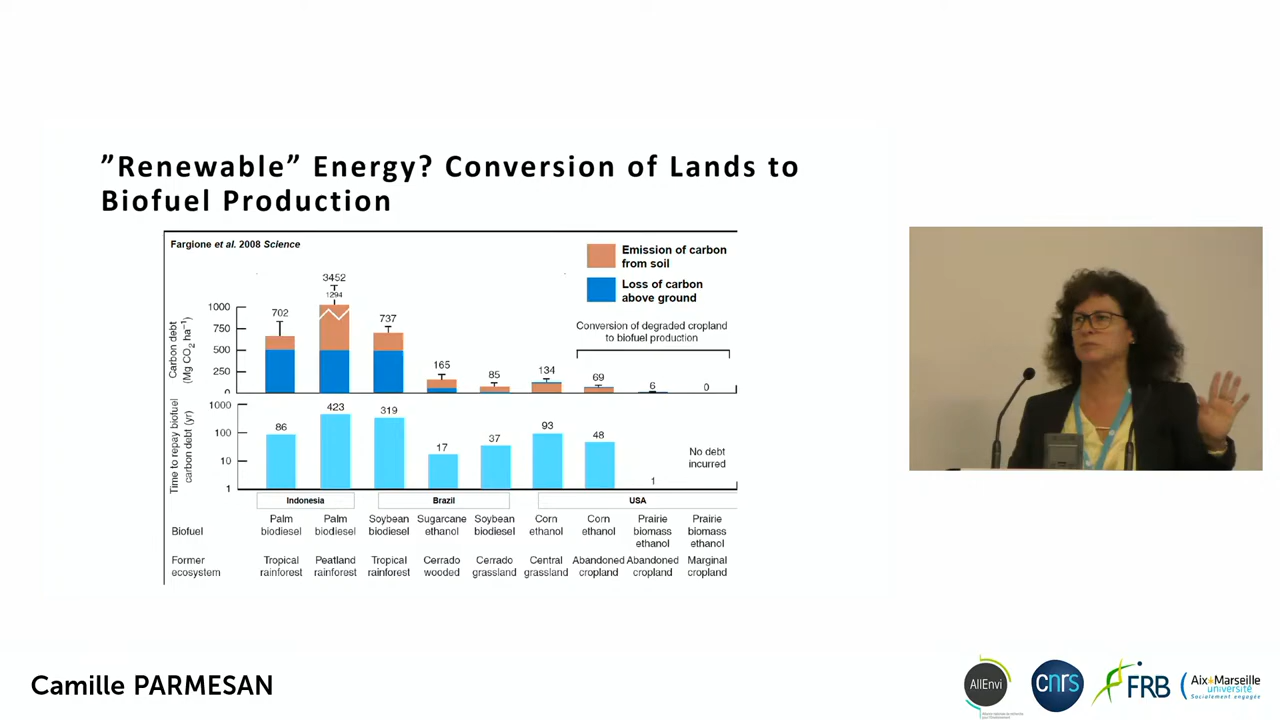 ”Renewable” Energy? Conversion of Lands to
Biofuel Production
Fargione et al. 2008 Science
Emission of carbon
from soil
Loss of carbon
above ground
Conversion of degraded cropland
to biofuel production
Carbon debt
(Mg CO2 ha−1)
1000
750
500
250
0
702
3452
1294
737
165
85
134
69
6
0
Time to repay biofuel
carbon debt (yr)
1000
100
10
1
86
423
319
17
37
93
48
1
No debt
incurred
Indonesia
Brazil
USA
Biofuel
Palm
biodiesel
Palm
biodiesel
Soybean
biodiesel
Sugarcane
ethanol
Soybean
biodiesel
Corn
ethanol
Corn
ethanol
Prairie
biomass
ethanol
Prairie
biomass
ethanol
Former
ecosystem
Tropical
rainforest
Peatland
rainforest
Tropical
rainforest
Cerrado
wooded
Cerrado
grassland
Central
grassland
Abandoned
cropland
Abandoned
cropland
Marginal
cropland
Camille PARMESAN
AllEnvi
cnrs
FRB
Aix+Marseille
université
Socialement engagée